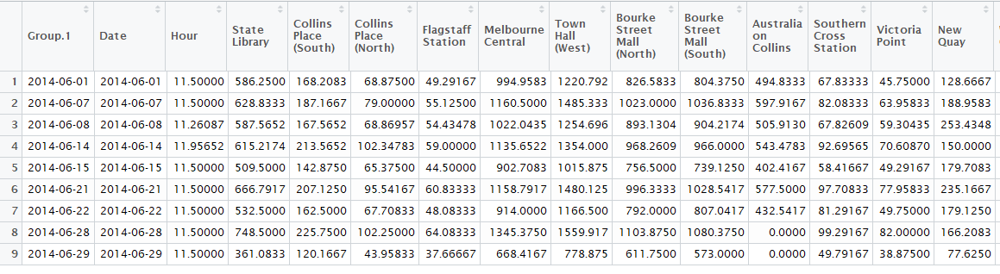 Group.1 Date Hour State Library Collins Place (South) Collins Place (North) Flagstaff Station Melbourne Central Town Hall (West) Bourke Street Mall (North) Bourke Street Mall (South) Australia on Collins Southern Cross Station Victoria Point New Quay
1 2014-06-01 2014-06-01 11.50000 586.2500 168.2083 68.87500 49.29167 994.9583 1220.792 826.5833 804.3750 494.8333 67.83333 45.75000 128.6667
2 2014-06-07 2014-06-07 11.50000 628.8333 187.1667 79.00000 55.12500 1160.5000 1485.333 1023.0000 1036.8333 597.9167 82.08333 63.95833 188.9583
3 2014-06-08 2014-06-08 11.26087 587.5652 167.5652 68.86957 54.43478 1022.0435 1254.696 893.1304 904.2174 505.9130 67.82609 59.30435 253.4348
4 2014-06-14 2014-06-14 11.95652 615.2174 213.5652 102.34783 59.00000 1135.6522 1354.000 968.2609 966.0000 543.4783 92.69565 70.60870 150.0000
5 2014-06-15 2014-06-15 11.50000 509.5000 142.8750 65.37500 44.50000 902.7083 1015.875 756.5000 739.1250 402.4167 58.41667 49.29167 179.7083
6 2014-06-21 2014-06-21 11.50000 666.7917 207.1250 95.54167 60.83333 1158.7917 1480.125 996.3333 1028.5417 577.5000 97.70833 77.95833 235.1667
7 2014-06-22 2014-06-22 11.50000 532.5000 162.5000 67.70833 48.08333 914.0000 1166.500 792.0000 807.0417 432.5417 81.29167 49.75000 179.1250
8 2014-06-28 2014-06-28 11.50000 748.5000 225.7500 102.25000 64.08333 1345.3750 1559.917 1103.8750 1080.3750 0.0000 99.29167 82.00000 166.2083
9 2014-06-29 2014-06-29 11.50000 361.0833 120.1667 43.95833 37.66667 668.4167 778.875 611.7500 573.0000 0.0000 49.79167 38.87500 77.6250